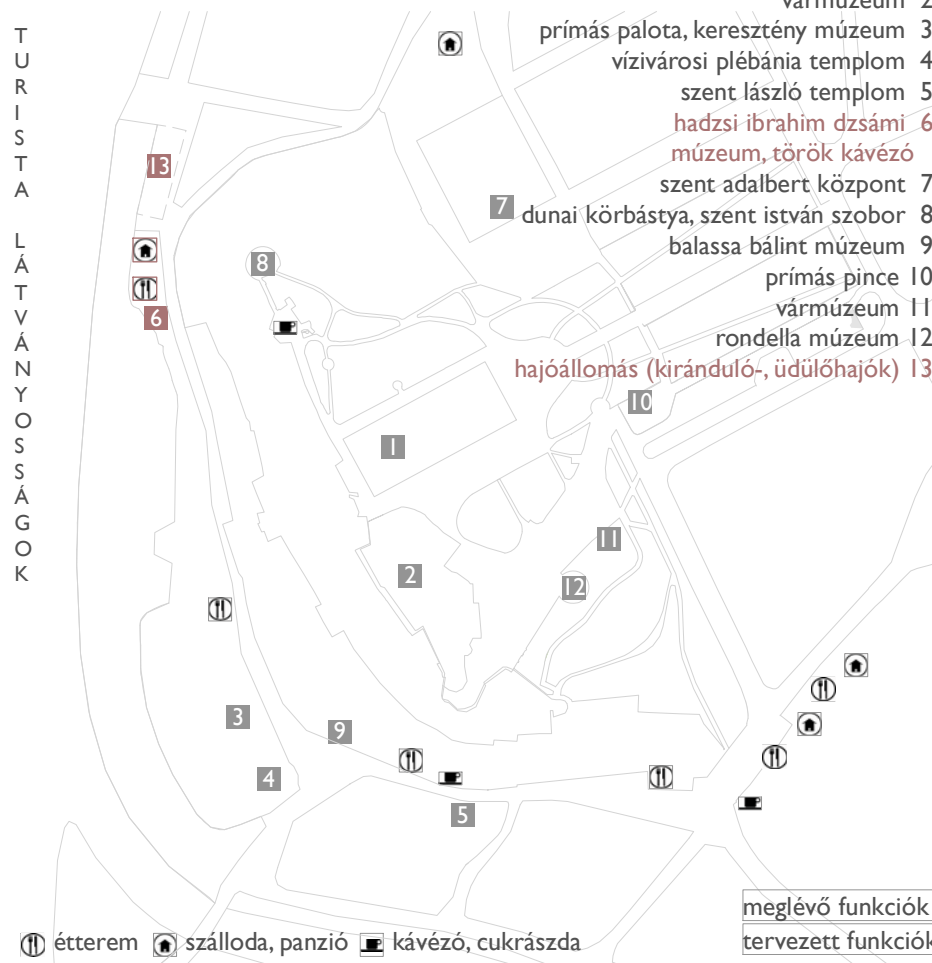 TURISTA LÁTVÁNYOSSÁGOK
vármúzeum 2
prímás palota, keresztény múzeum 3
vízivárosi plébánia templom 4
szent lászló templom 5
hadzsi ibrahim dzsámi 6
múzeum, török kávézó
szent adalbert központ 7
dunai körbástya, szent istván szobor 8
balassa bálint múzeum 9
prímás pince 10
vármúzeum 11
rondella múzeum 12
hajóállomás (kiránduló-, üdülőhajók) 13
13
7
8
6
10
1
11
2
12
3
9
4
5
meglévő funkciók
tervezett funkciók
étterem szálloda, panzió kávézó, cukrászda